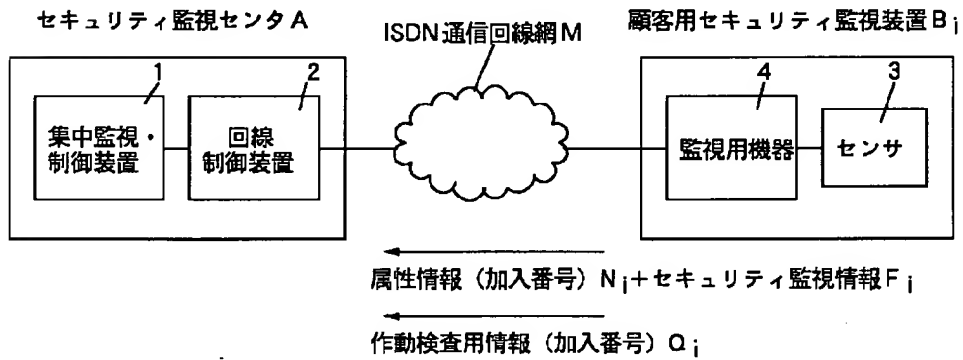 セキュリティ監視センタA
ISDN通信回線網M
顧客用セキュリティ監視装置Bi
1
2
4
3
集中監視・
制御装置
回線
制御装置
監視用機器
センサ
属性情報（加入番号）Ni+セキュリティ監視情報Fi
作動検査用情報（加入番号）Qi